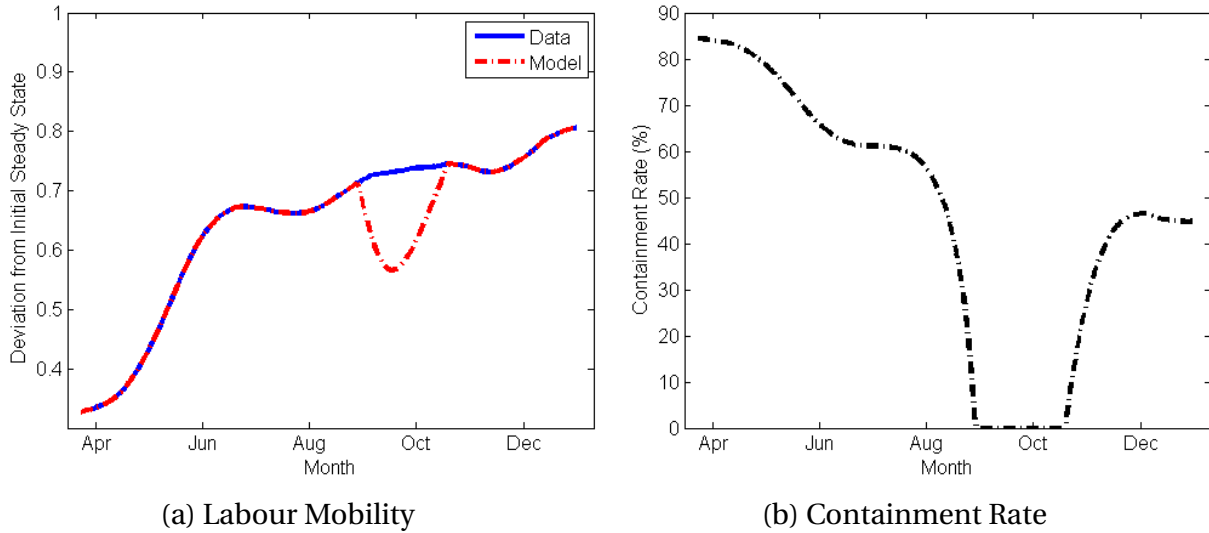 1
0.9
0.8
0.7
0.6
0.5
0.4
Deviation from Initial Steady State
Data
Model
Apr Jun Aug Oct Dec
Month
(a) Labour Mobility
90
80
70
60
50
40
30
20
10
0
Containment Rate (%)
Apr Jun Aug Oct Dec
Month
(b) Containment Rate